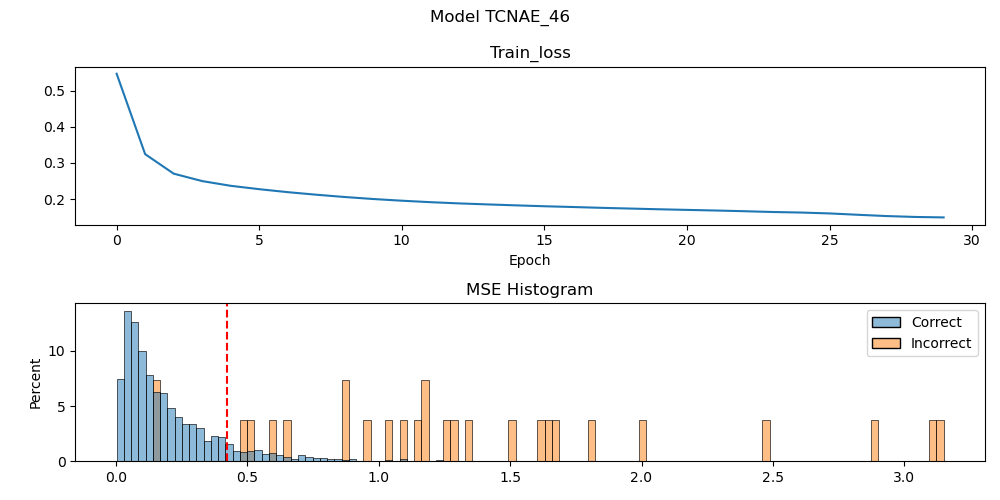 Model TCNAE_46
Train_loss
0.5
0.4
0.3
0.2
0 5 10 15 20 25 30
Epoch
MSE Histogram
Correct
Incorrect
Percent
10
5
0
0.0 0.5 1.0 1.5 2.0 2.5 3.0